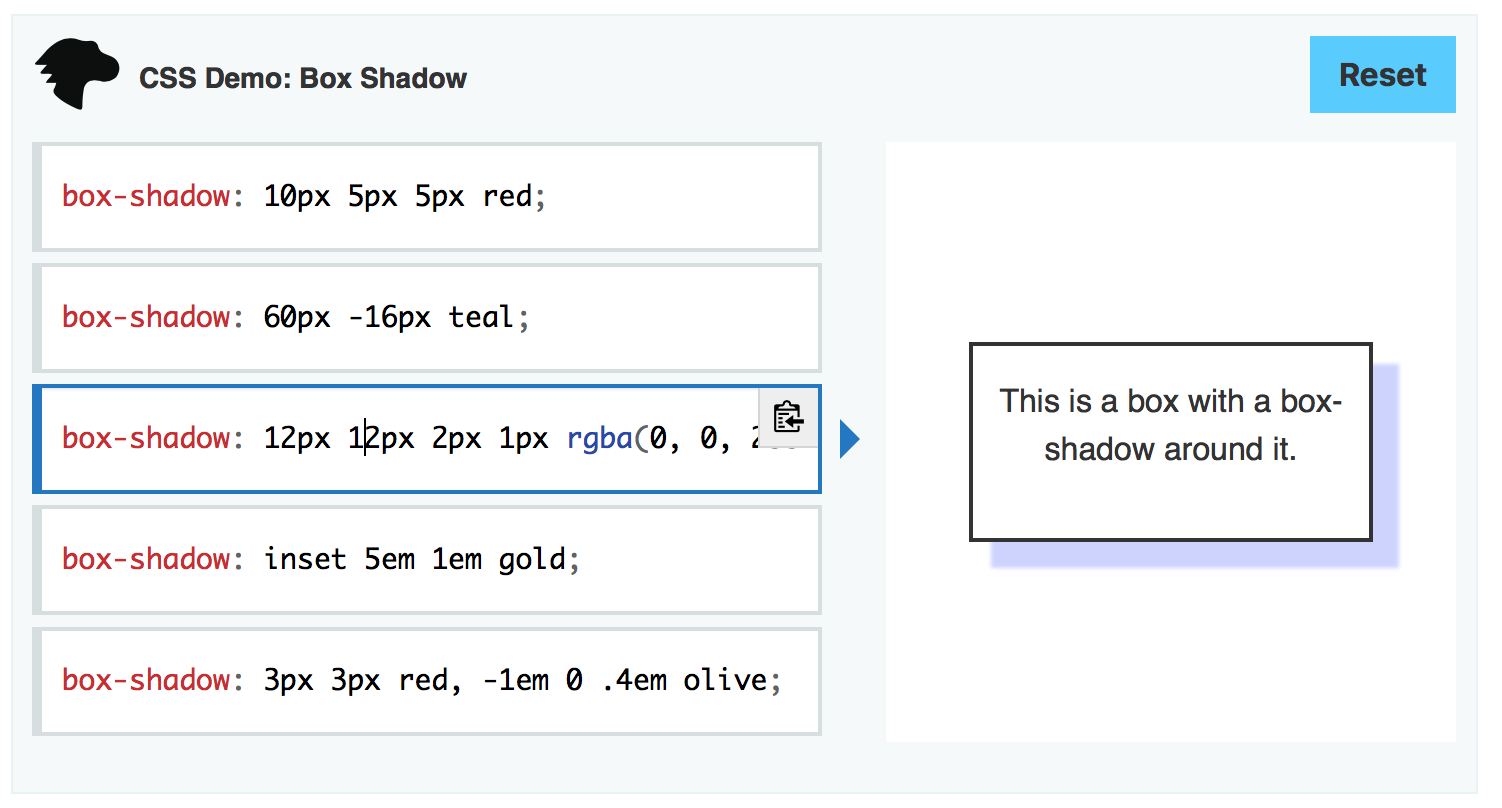 CSS Demo: Box Shadow
Reset
box-shadow: 10px 5px 5px red;
box-shadow: 60px -16px teal;
box-shadow: 12px 12px 2px 1px rgba(0, 0,
box-shadow: inset 5em 1em gold;
box-shadow: 3px 3px red, -1em 0 .4em olive;
This is a box with a box-
shadow around it.